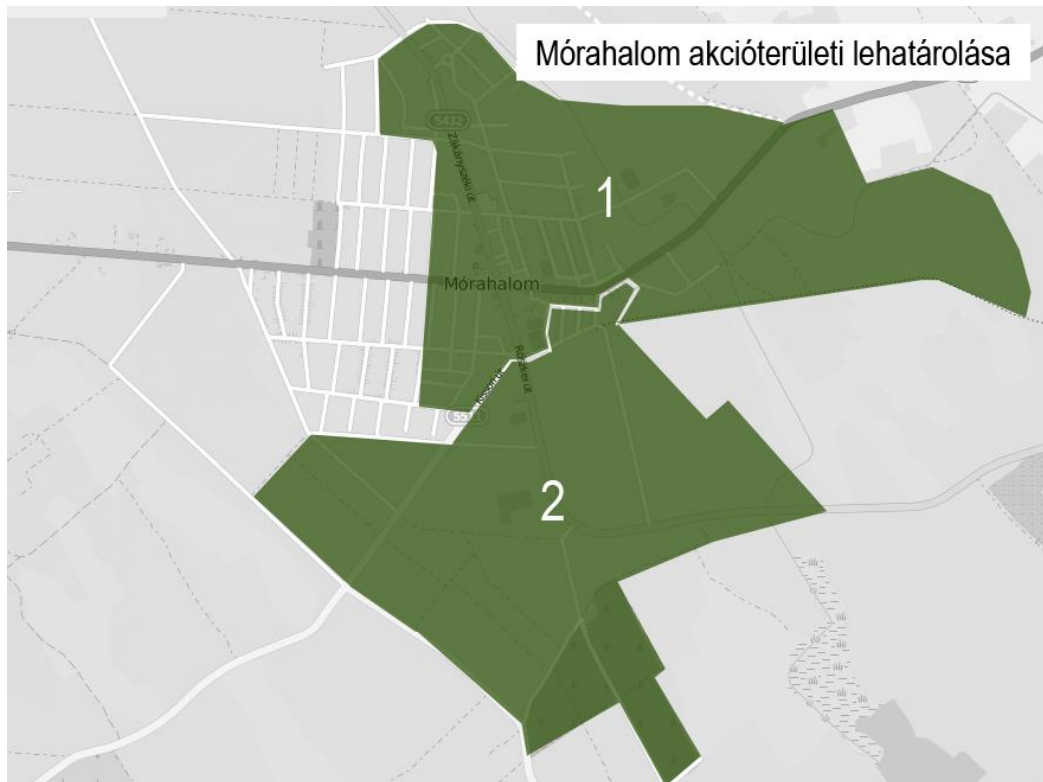 Mórahalom akcióterületi lehatárolása
5432
Zákányszéki út
1
Mórahalom
Röszkei út
2